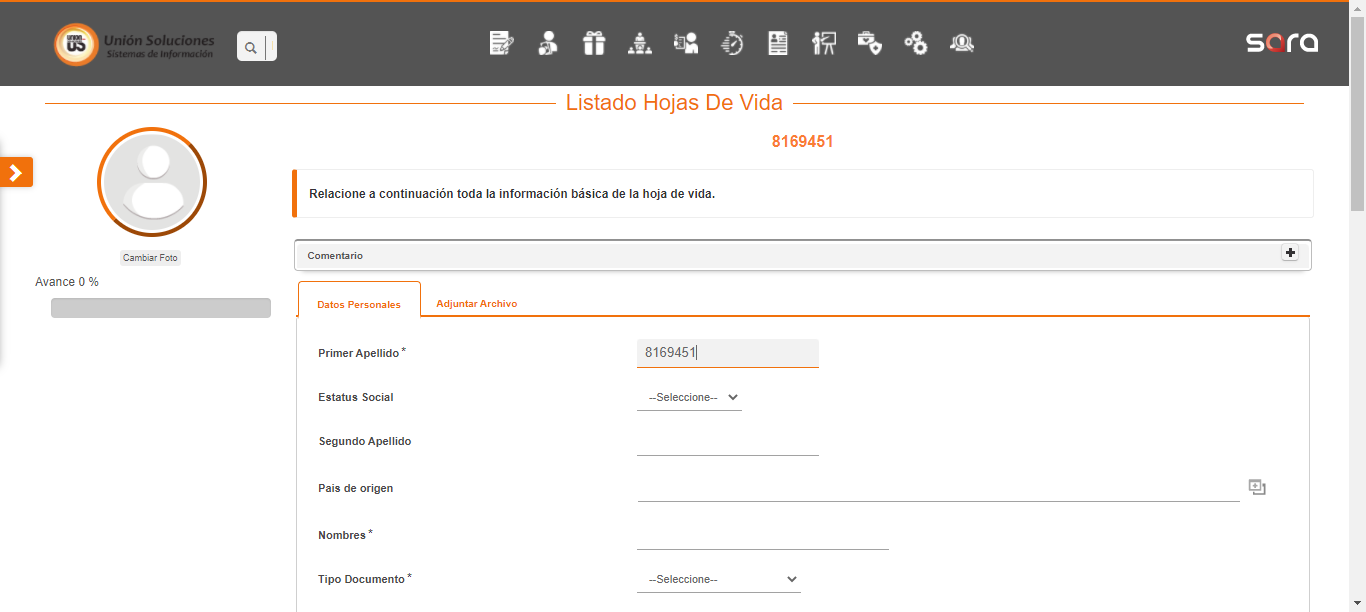 Unión Soluciones
Sistemas de Información
sara
Listado Hojas De Vida
8169451
Relacione a continuación toda la información básica de la hoja de vida.
Cambiar Foto
Avance 0 %
Comentario
Datos Personales
Adjuntar Archivo
Primer Apellido*
8169451
Estatus Social
--Seleccione--
Segundo Apellido
Pais de origen
Nombres*
Tipo Documento*
--Seleccione--